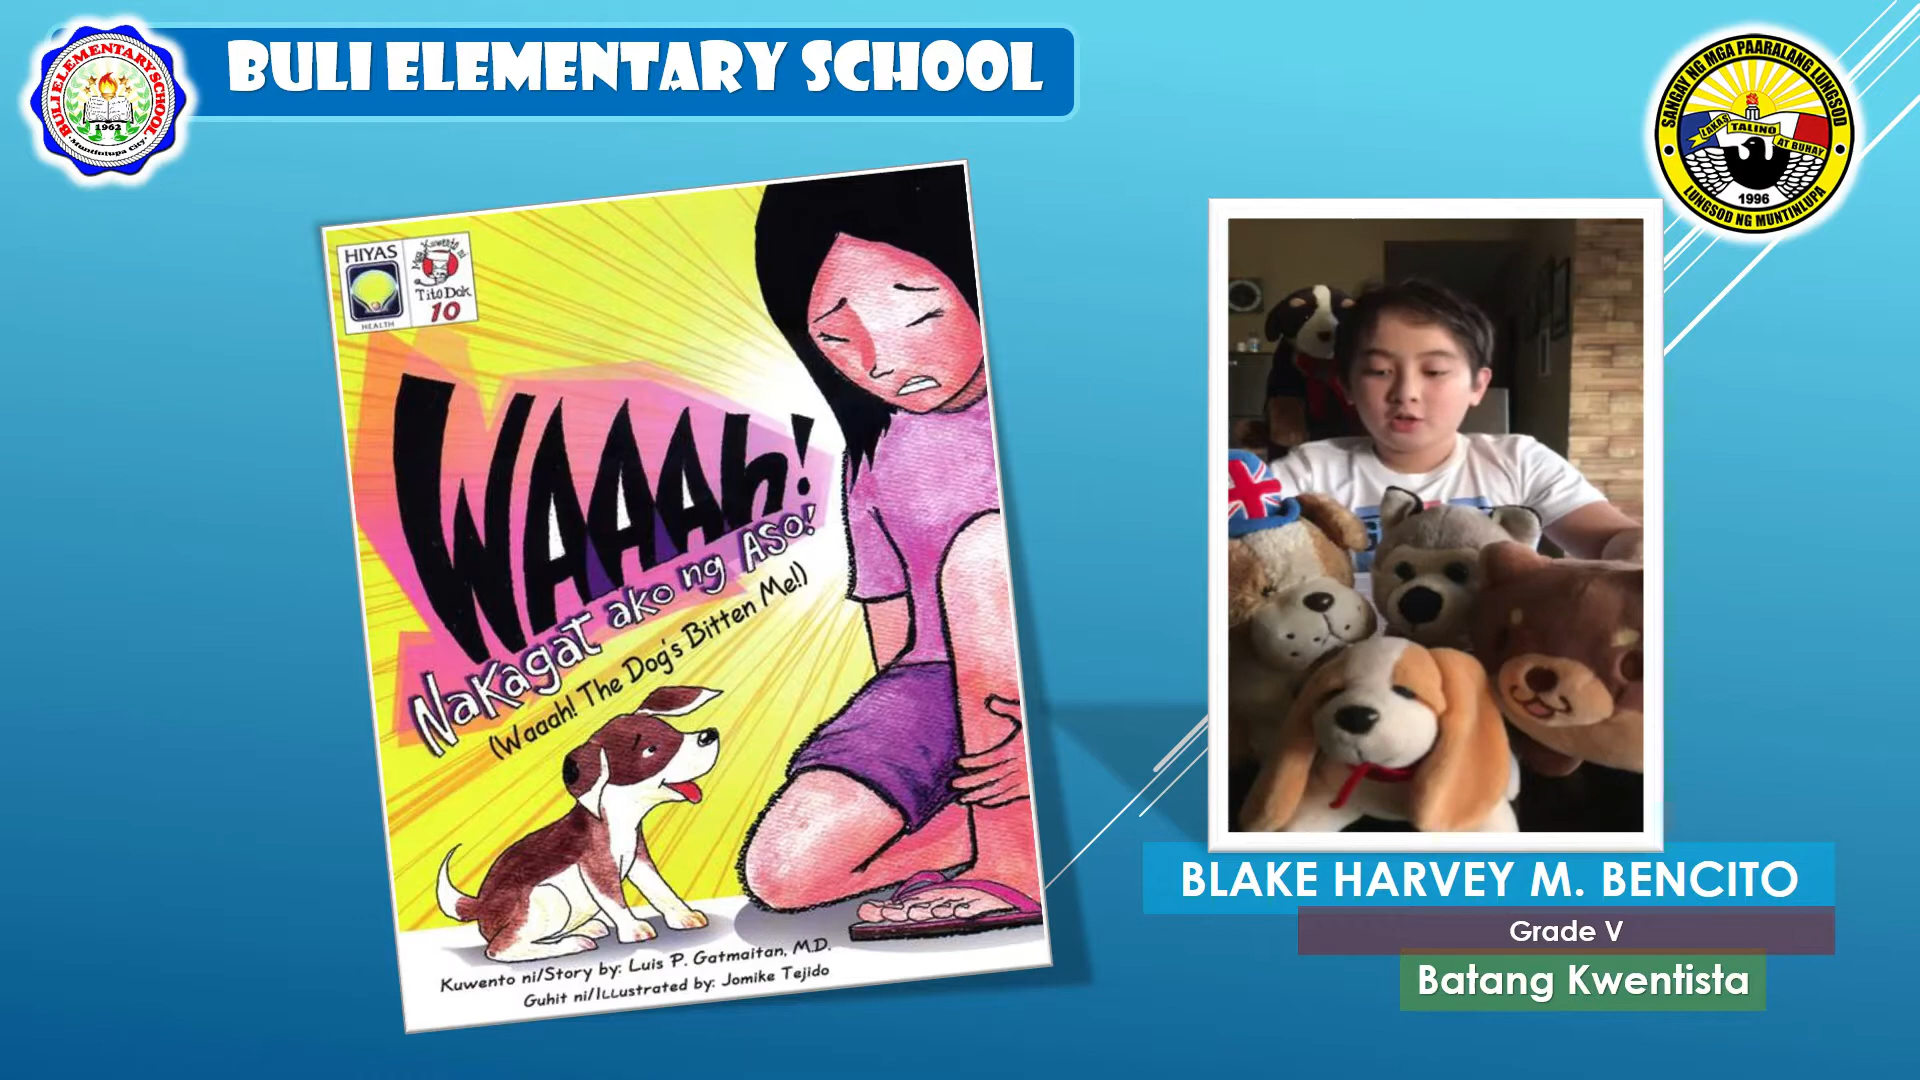 BULI ELEMENTARY SCHOOL
BULI ELEMENTARY SCHOOL
1962
Muntinlupa City
SANGAY NG MGA PAARALANG LUNGSOD
LAKAS TALINO AT BUHAY
1996
LUNGSOD NG MUNTINLUPA
HIYAS
HEALTH
Mga Kuwento ni
Tito Dok
10
WAAAh!
Nakagat ako ng Aso!
(Waaah! The Dog's Bitten Me!)
Kuwento ni/Story by: Luis P. Gatmaitan, M.D.
Guhit ni/Illustrated by: Jomike Tejido
BLAKE HARVEY M. BENCITO
Grade V
Batang Kwentista